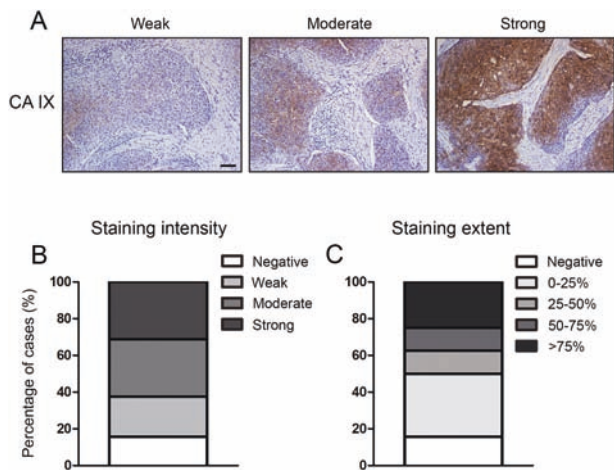 A
Weak
Moderate
Strong
CA IX
Staining intensity
Staining extent
B
100
80
60
40
20
0
Percentage of cases (%)
Negative
Weak
Moderate
Strong
C
100
80
60
40
20
0
Negative
0-25%
25-50%
50-75%
>75%